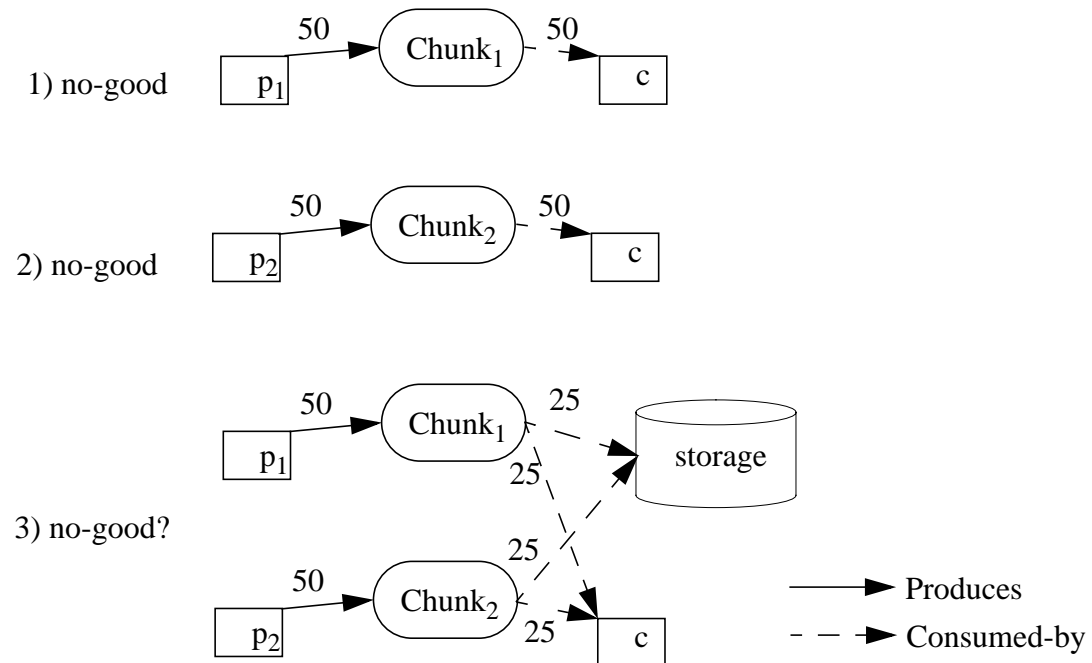 50
Chunk1
50
1) no-good
p1
c
50
Chunk2
50
2) no-good
p2
c
50
Chunk1
25
p1
storage
25
3) no-good?
25
50
Chunk2
Produces
p2
25
c
Consumed-by